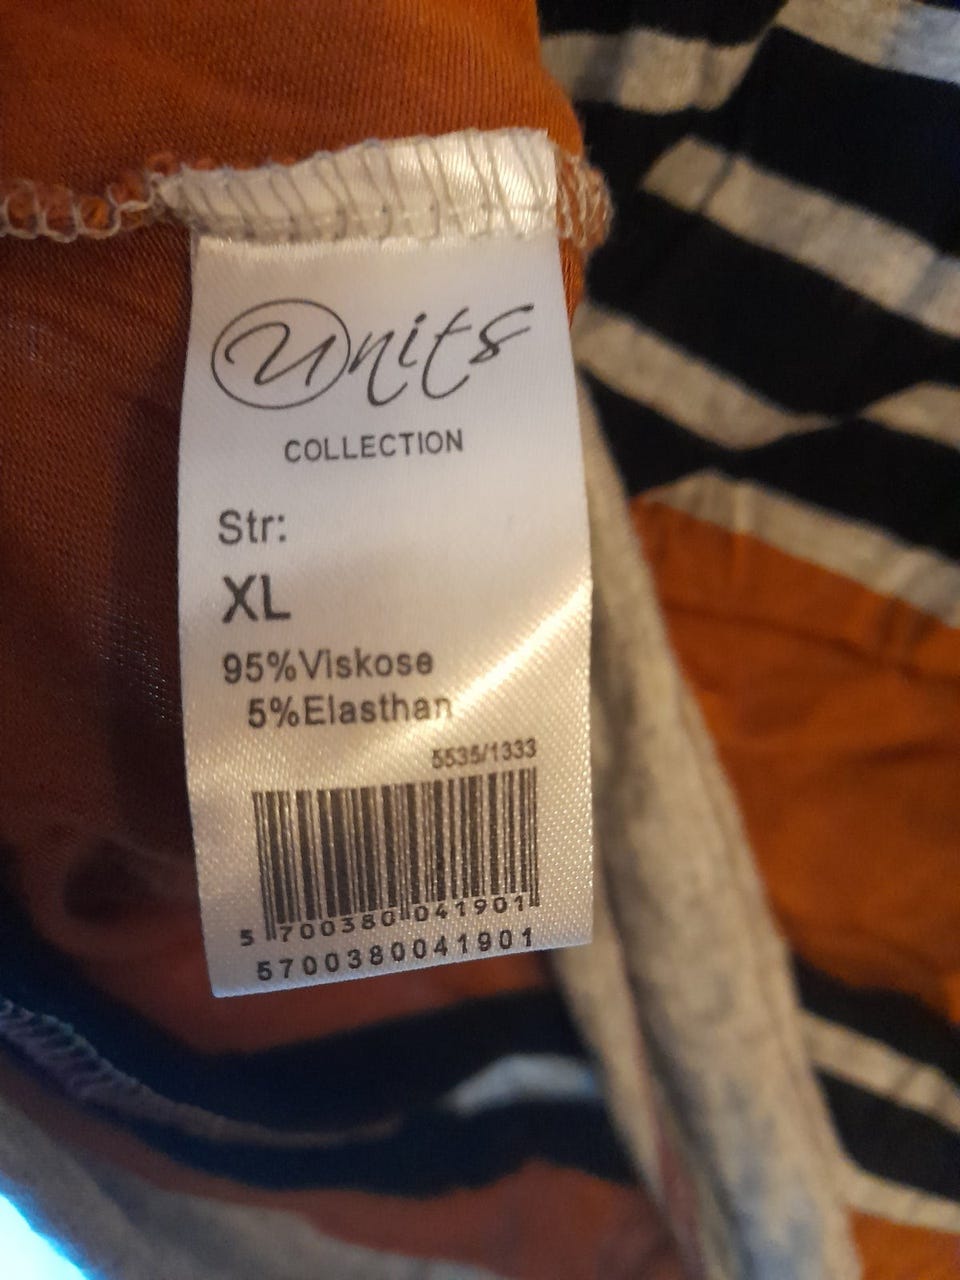 Units
COLLECTION
Str:
XL
95%Viskose
5%Elasthan
5535/1333
5 700380 041901
5700380041901